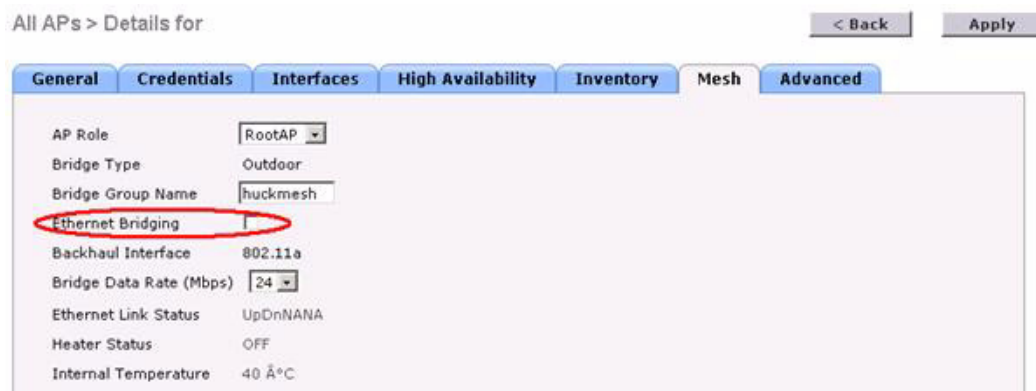 All APs > Details for
< Back Apply
General Credentials Interfaces High Availability Inventory Mesh Advanced
AP Role RootAP
Bridge Type Outdoor
Bridge Group Name huckmesh
Ethernet Bridging
Backhaul Interface 802.11a
Bridge Data Rate (Mbps) 24
Ethernet Link Status UpDnNANA
Heater Status OFF
Internal Temperature 40 Â°C